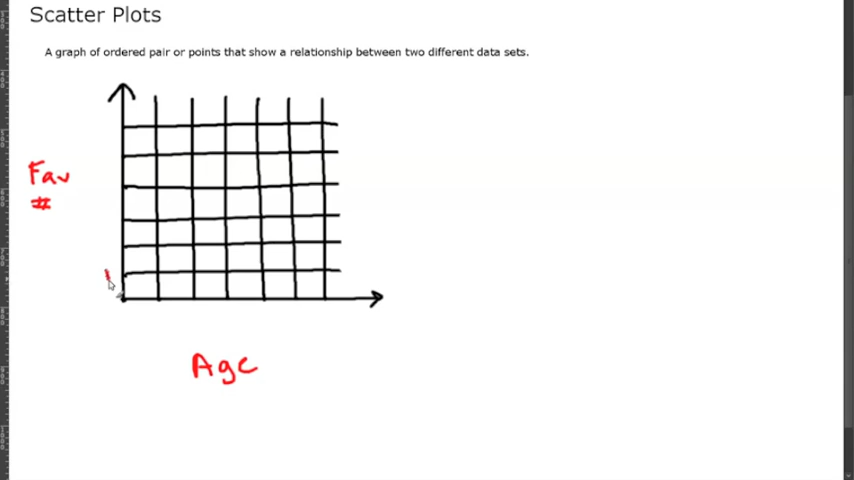 Scatter Plots
A graph of ordered pair or points that show a relationship between two different data sets.
Fav
#
Age